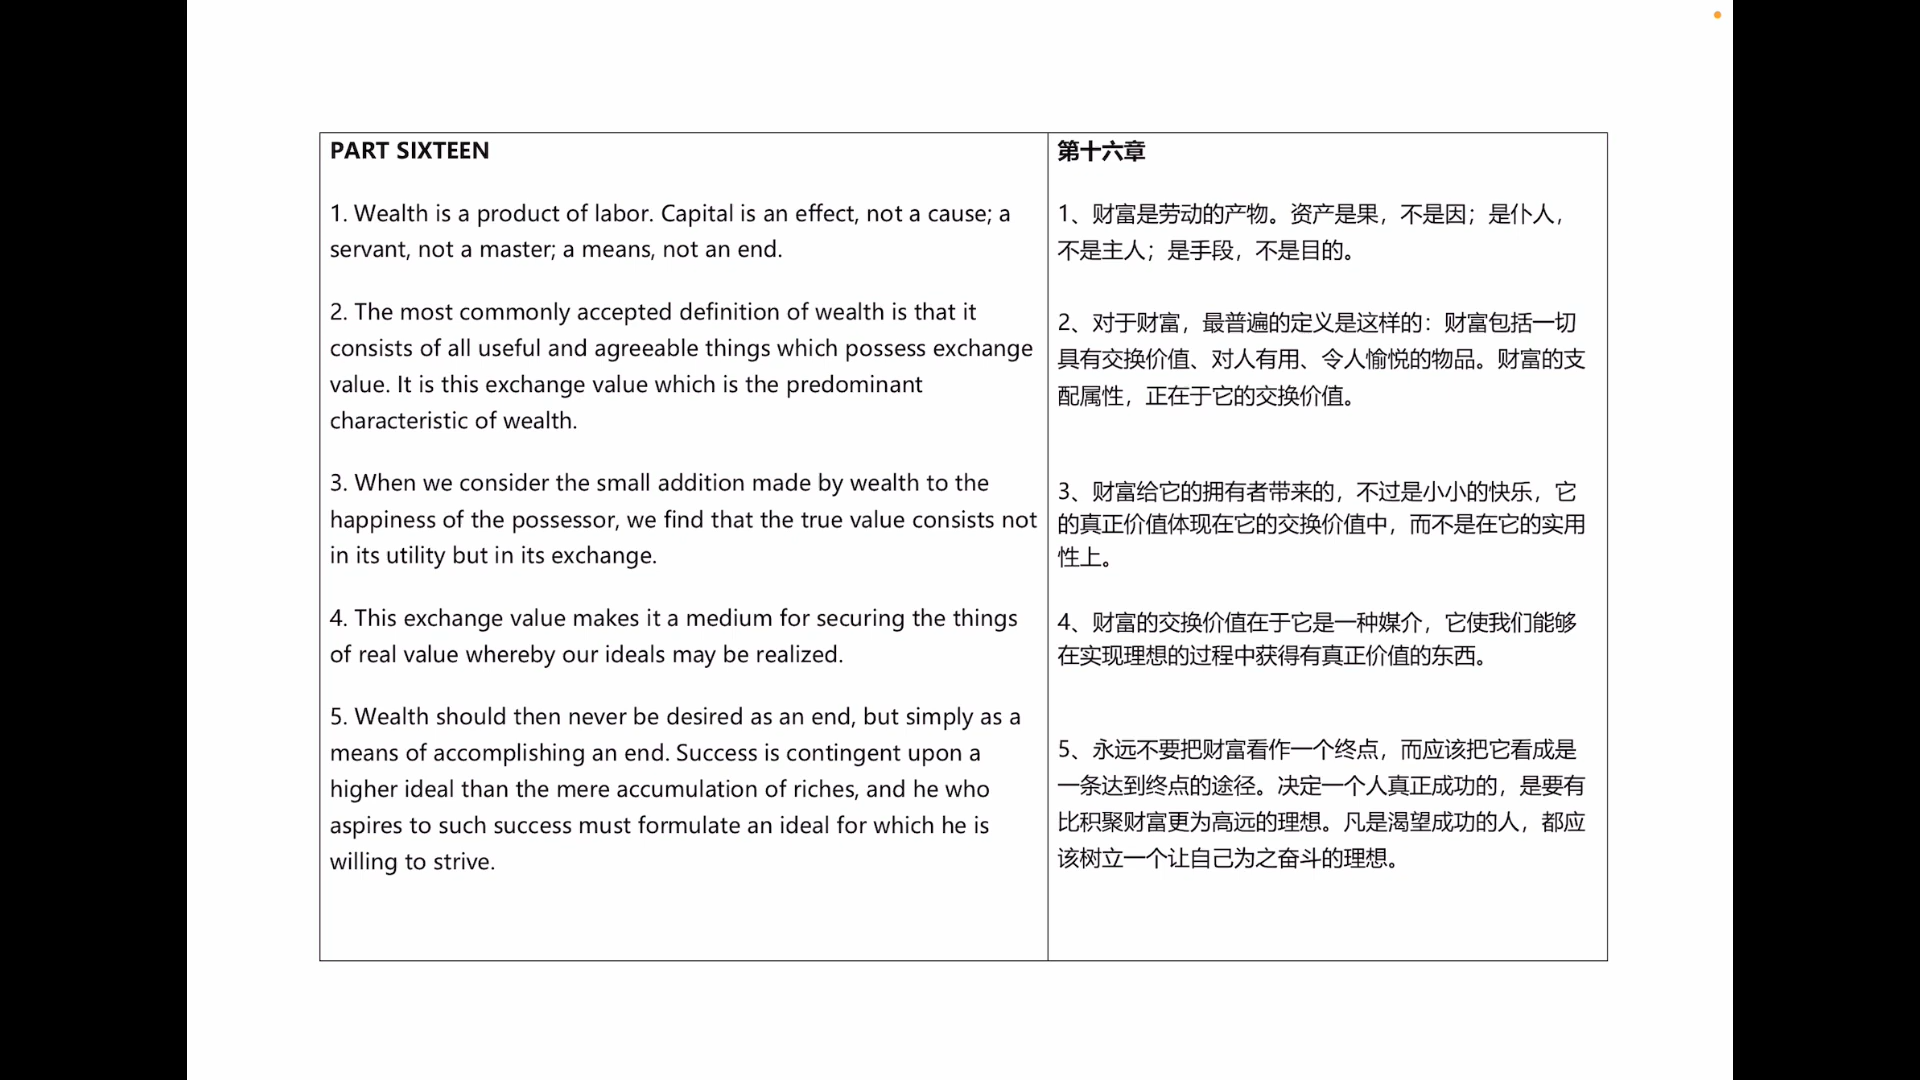 PART SIXTEEN
1. Wealth is a product of labor. Capital is an effect, not a cause; a
servant, not a master; a means, not an end.
2. The most commonly accepted definition of wealth is that it
consists of all useful and agreeable things which possess exchange
value. It is this exchange value which is the predominant
characteristic of wealth.
3. When we consider the small addition made by wealth to the
happiness of the possessor, we find that the true value consists not
in its utility but in its exchange.
4. This exchange value makes it a medium for securing the things
of real value whereby our ideals may be realized.
5. Wealth should then never be desired as an end, but simply as a
means of accomplishing an end. Success is contingent upon a
higher ideal than the mere accumulation of riches, and he who
aspires to such success must formulate an ideal for which he is
willing to strive.
第十六章
1、财富是劳动的产物。资产是果，不是因；是仆人，
不是主人；是手段，不是目的。
2、对于财富，最普遍的定义是这样的：财富包括一切
具有交换价值、对人有用、令人愉悦的物品。财富的支
配属性，正在于它的交换价值。
3、财富给它的拥有者带来的，不过是小小的快乐，它
的真正价值体现在它的交换价值中，而不是在它的实用
性上。
4、财富的交换价值在于它是一种媒介，它使我们能够
在实现理想的过程中获得有真正价值的东西。
5、永远不要把财富看作一个终点，而应该把它看成是
一条达到终点的途径。决定一个人真正成功的，是要有
比积聚财富更为高远的理想。凡是渴望成功的人，都应
该树立一个让自己为之奋斗的理想。